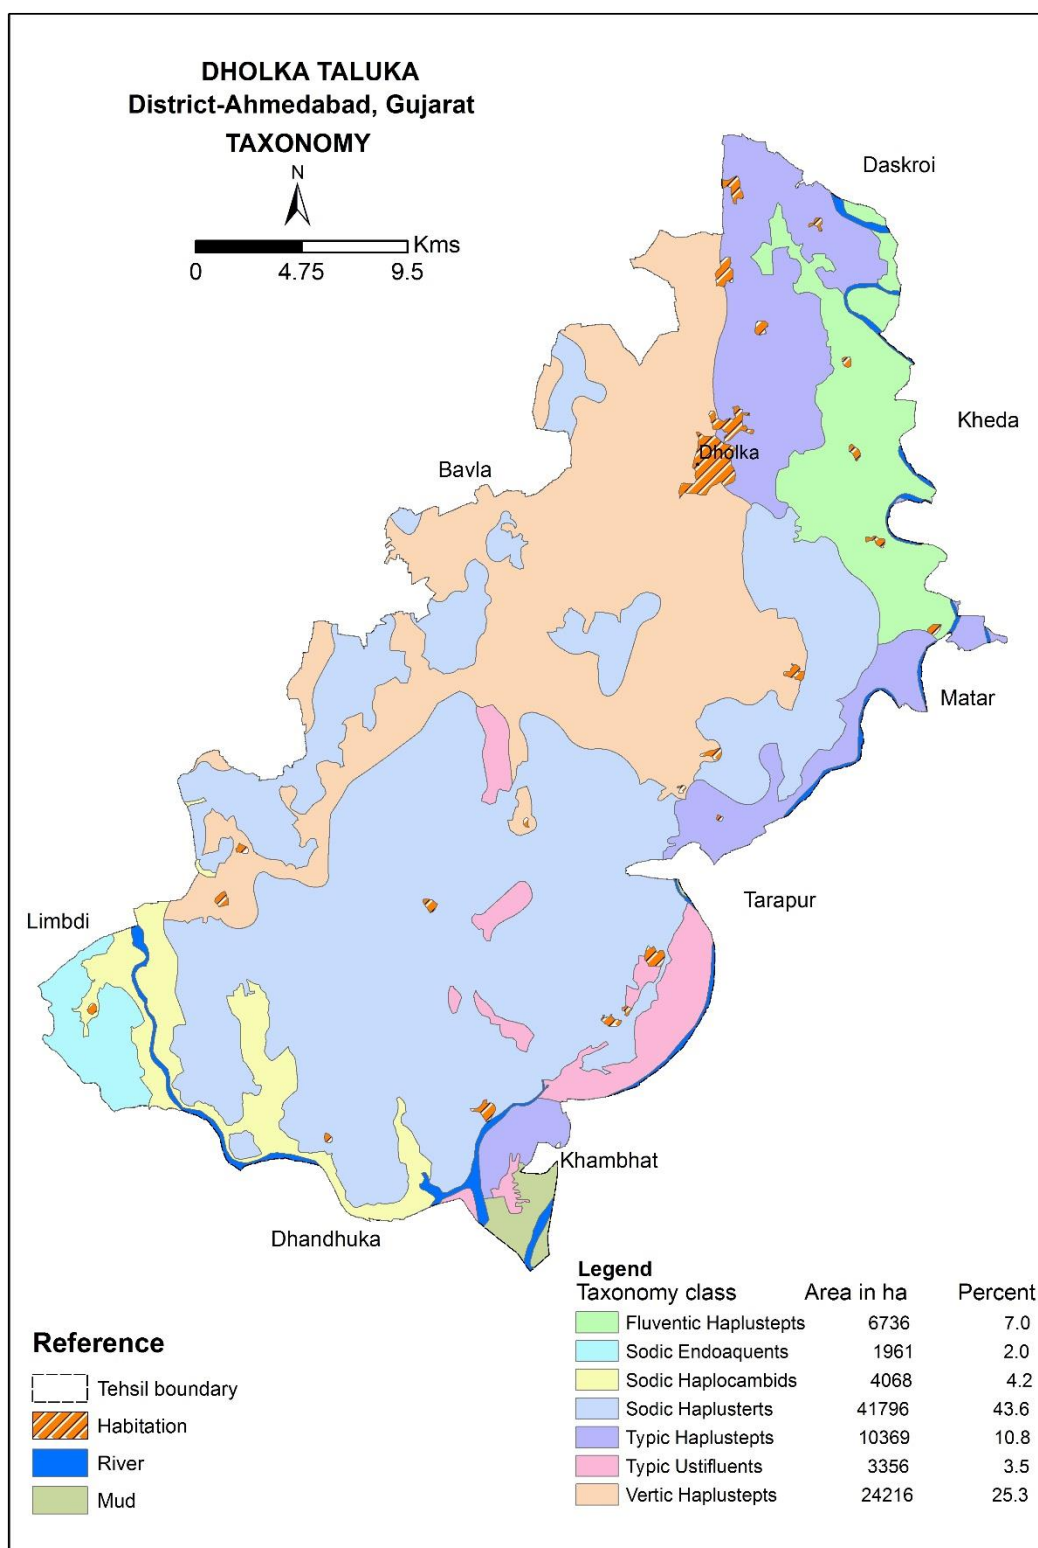 DHOLKA TALUKA
District-Ahmedabad, Gujarat
TAXONOMY
N
Kms
0 4.75 9.5
Daskroi
Kheda
Bavla
Dholka
Matar
Tarapur
Limbdi
Khambhat
Dhandhuka
Legend
Taxonomy class Area in ha Percent
Fluventic Haplustepts 6736 7.0
Sodic Endoaquents 1961 2.0
Sodic Haplocambids 4068 4.2
Sodic Haplusterts 41796 43.6
Typic Haplustepts 10369 10.8
Typic Ustifluents 3356 3.5
Vertic Haplustepts 24216 25.3
Reference
Tehsil boundary
Habitation
River
Mud